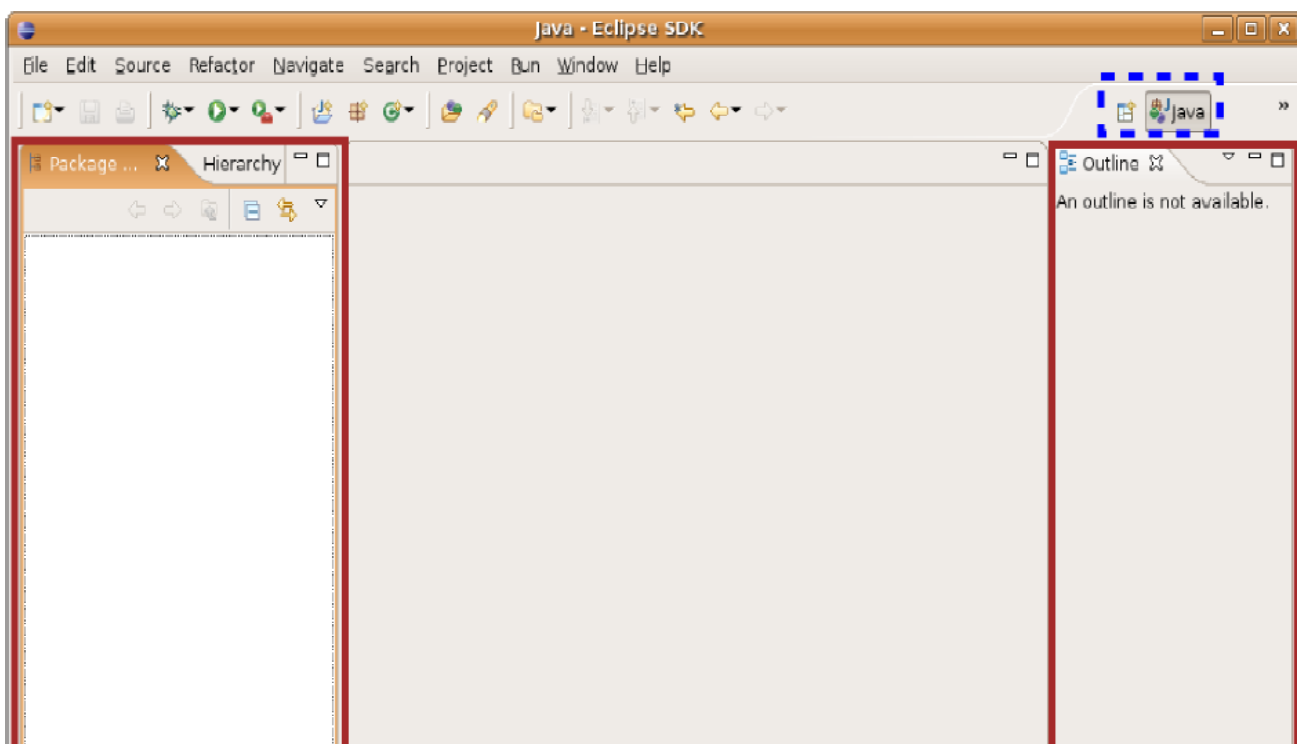 Java - Eclipse SDK
File Edit Source Refactor Navigate Search Project Run Window Help
Java
»
Package ... Hierarchy
Outline
An outline is not available.